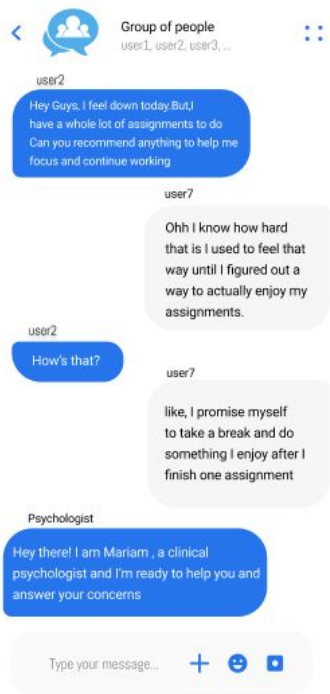 Group of people
user1, user2, user3, ...
user2
Hey Guys, I feel down today.But,I
have a whole lot of assignments to do
Can you recommend anything to help me
focus and continue working
user7
Ohh I know how hard
that is I used to feel that
way until I figured out a
way to actually enjoy my
assignments.
user2
How's that?
user7
like, I promise myself
to take a break and do
something I enjoy after I
finish one assignment
Psychologist
Hey there! I am Mariam , a clinical
psychologist and I'm ready to help you and
answer your concerns
Type your message...